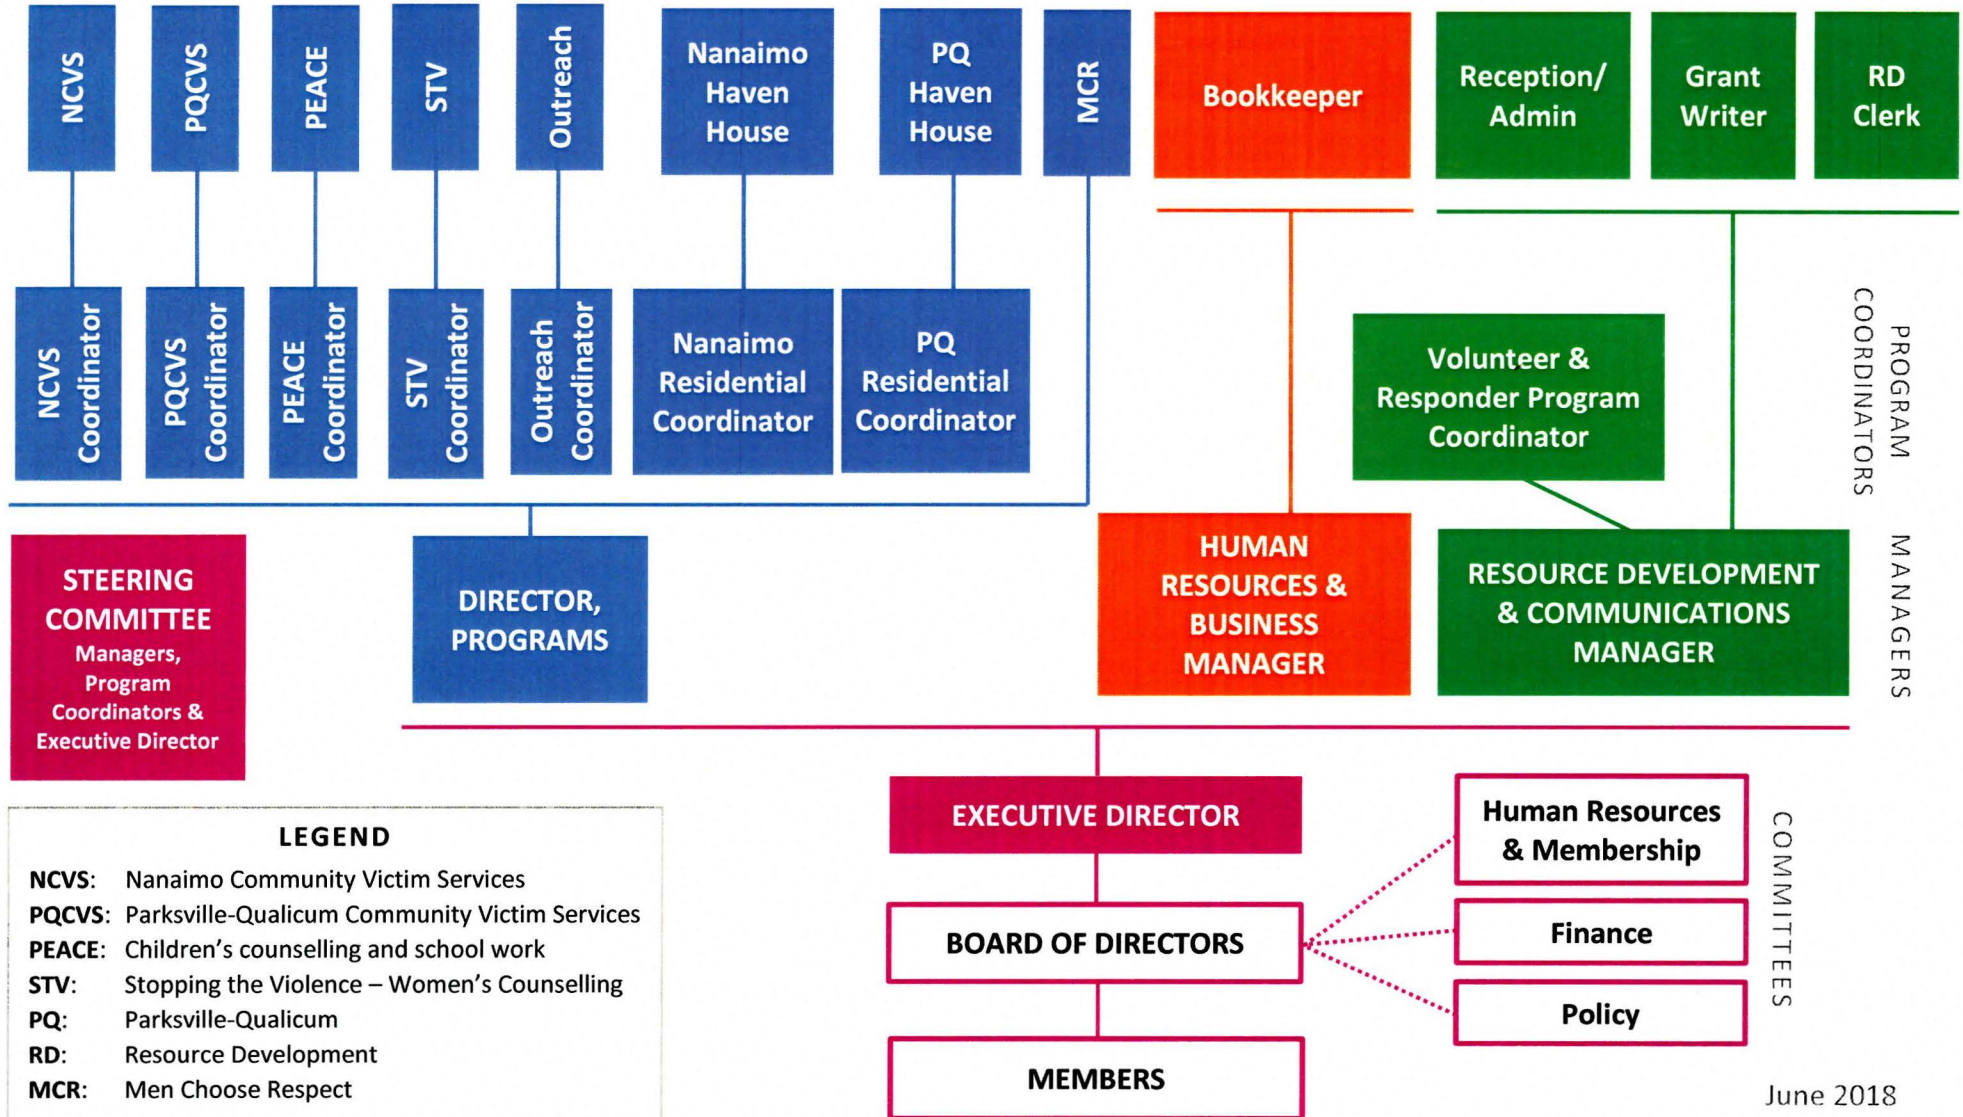 NCVS
PQCVS
PEACE
STV
Outreach
Nanaimo
Haven
House
PQ
Haven
House
MCR
Bookkeeper
Reception/
Admin
Grant
Writer
RD
Clerk
NCVS
Coordinator
PQCVS
Coordinator
PEACE
Coordinator
STV
Coordinator
Outreach
Coordinator
Nanaimo
Residential
Coordinator
PQ
Residential
Coordinator
Volunteer &
Responder Program
Coordinator
PROGRAM
COORDINATORS
STEERING
COMMITTEE
Managers,
Program
Coordinators &
Executive Director
DIRECTOR,
PROGRAMS
HUMAN
RESOURCES &
BUSINESS
MANAGER
RESOURCE DEVELOPMENT
& COMMUNICATIONS
MANAGER
MANAGERS
EXECUTIVE DIRECTOR
BOARD OF DIRECTORS
MEMBERS
Human Resources
& Membership
Finance
Policy
COMMITTEES
LEGEND
NCVS: Nanaimo Community Victim Services
PQCVS: Parksville-Qualicum Community Victim Services
PEACE: Children’s counselling and school work
STV: Stopping the Violence – Women’s Counselling
PQ: Parksville-Qualicum
RD: Resource Development
MCR: Men Choose Respect
June 2018